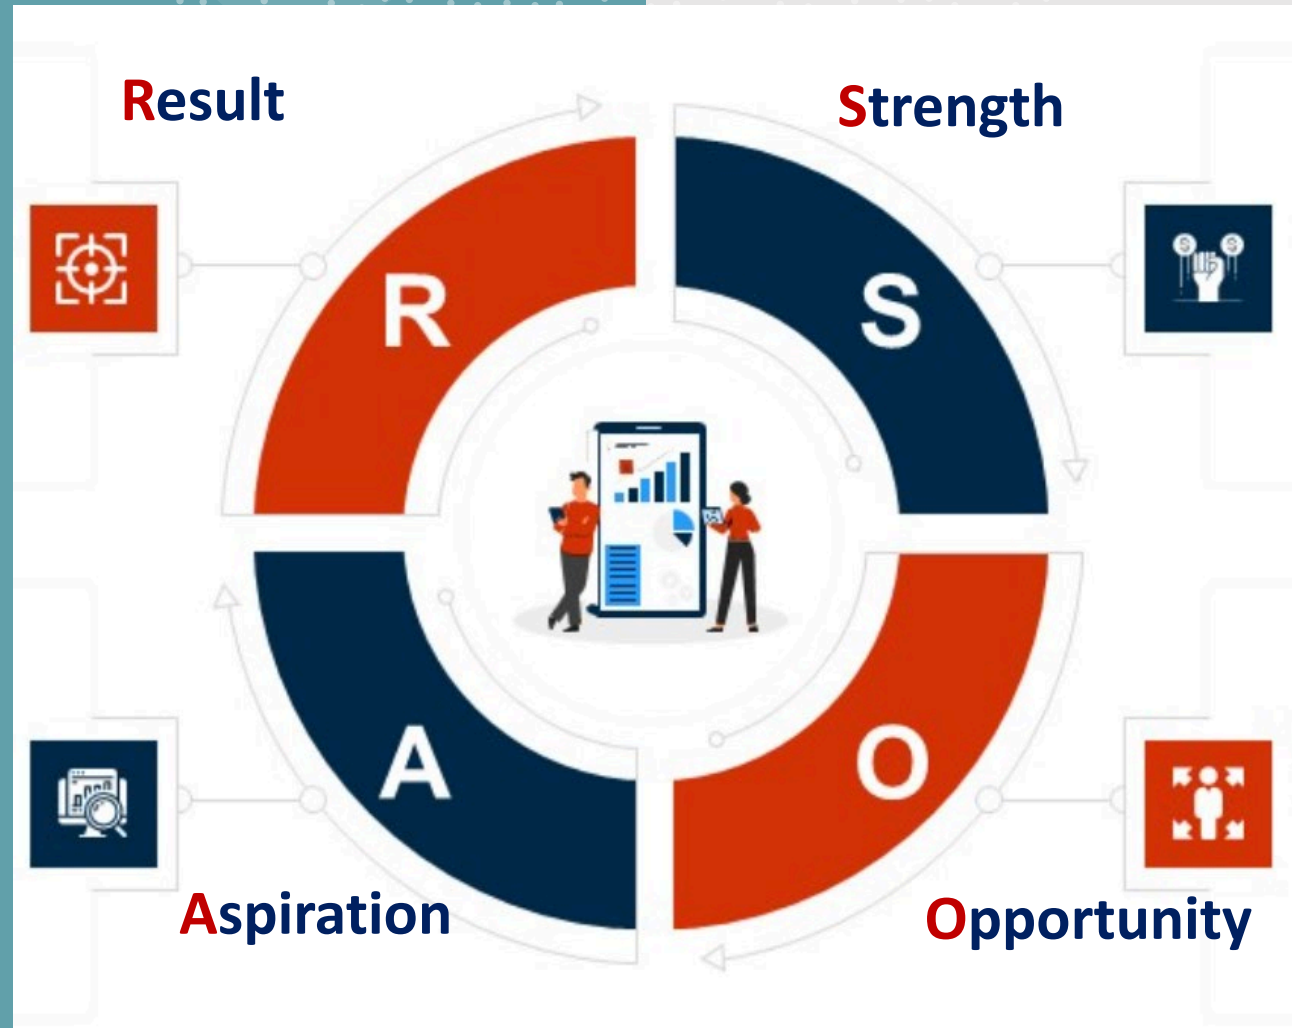 Result
Strength
R
S
A
O
Aspiration
Opportunity